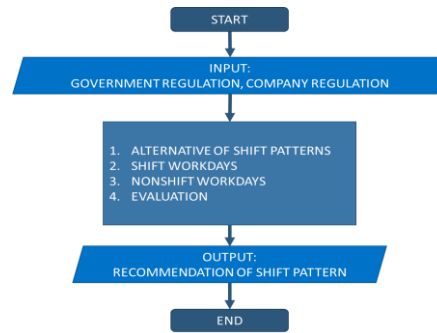 START
INPUT:
GOVERNMENT REGULATION, COMPANY REGULATION
1. ALTERNATIVE OF SHIFT PATTERNS
2. SHIFT WORKDAYS
3. NONSHIFT WORKDAYS
4. EVALUATION
OUTPUT:
RECOMMENDATION OF SHIFT PATTERN
END